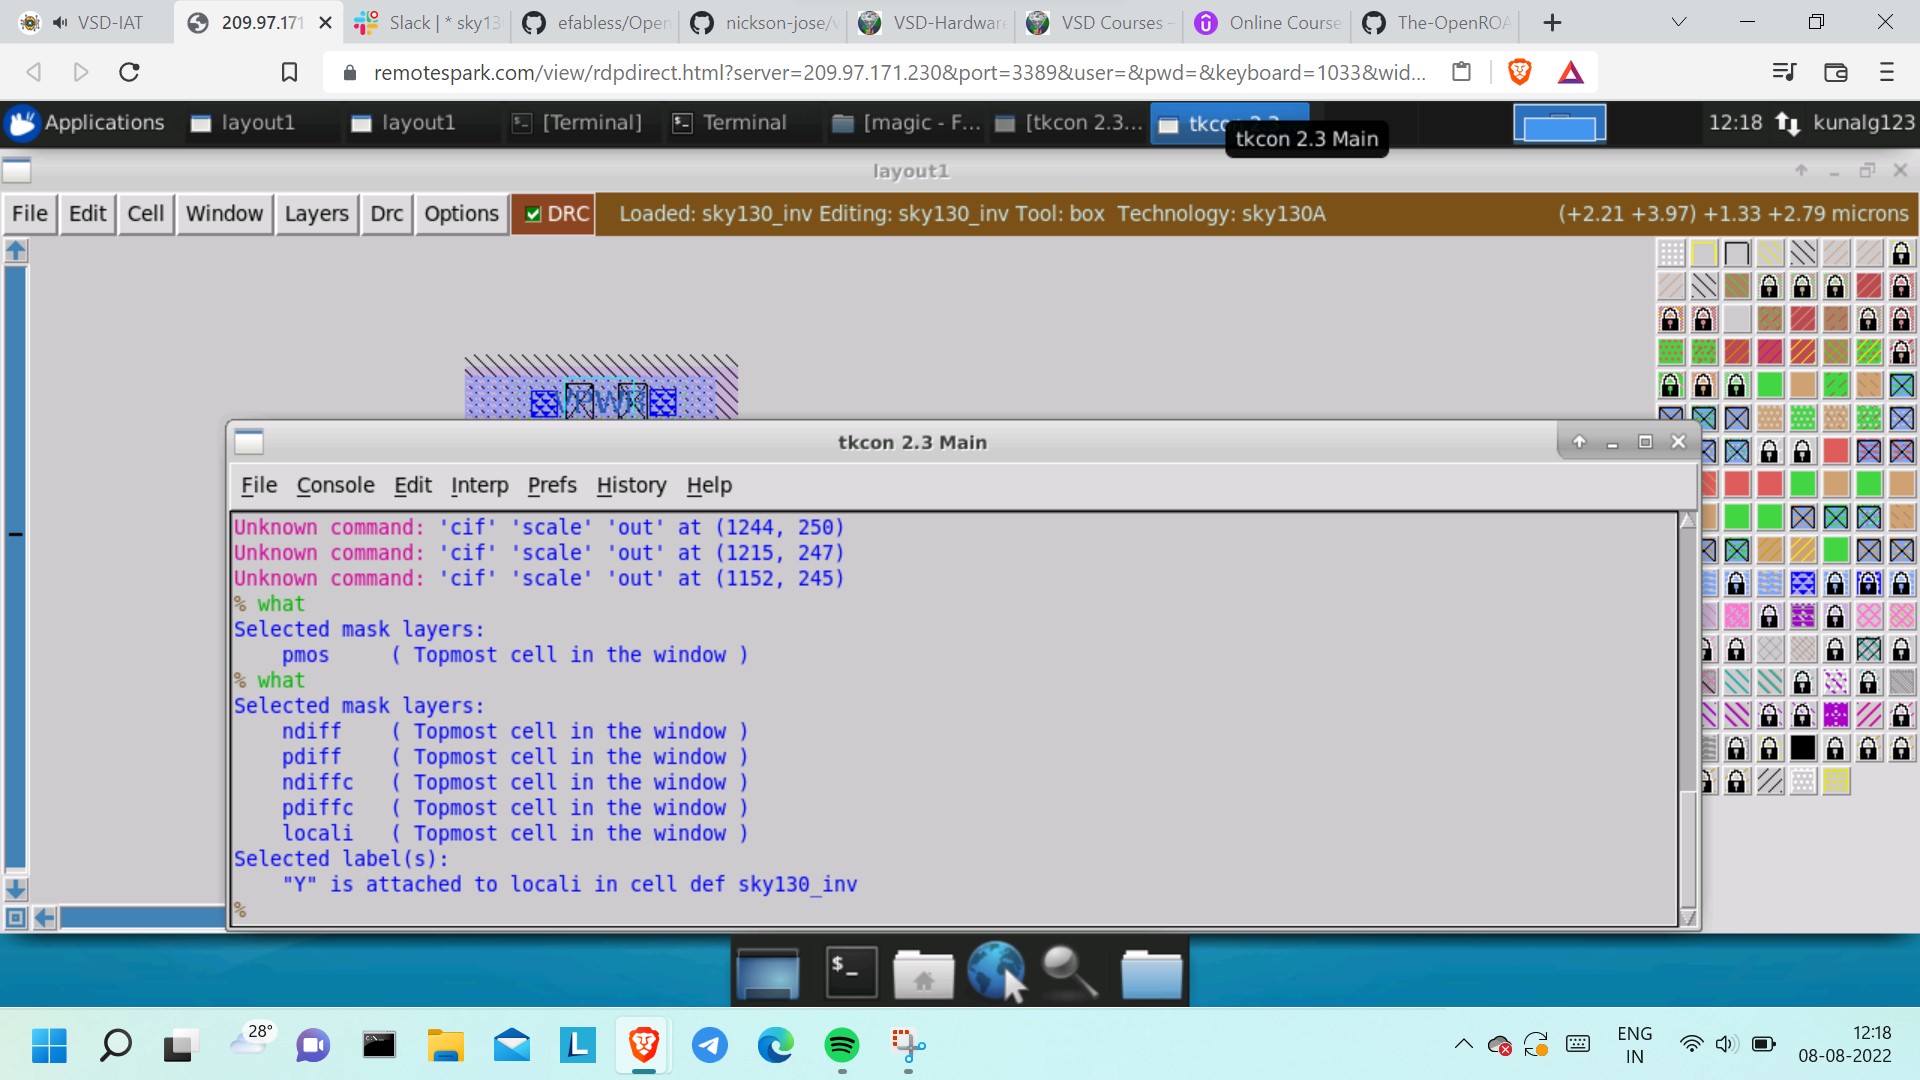 VSD-IAT
209.97.171
Slack | * sky13
efabless/Open
nickson-jose/v
VSD-Hardware
VSD Courses –
Online Course
The-OpenROA
remotespark.com/view/rdpdirect.html?server=209.97.171.230&port=3389&user=&pwd=&keyboard=1033&wid...
Applications
layout1
layout1
[Terminal]
Terminal
[magic - F...
[tkcon 2.3...
12:18
kunalg123
tkcon 2.3 Main
layout1
File Edit Cell Window Layers Drc Options DRC Loaded: sky130_inv Editing: sky130_inv Tool: box Technology: sky130A (+2.21 +3.97) +1.33 +2.79 microns
VPWR
tkcon 2.3 Main
File Console Edit Interp Prefs History Help
Unknown command: 'cif' 'scale' 'out' at (1244, 250)
Unknown command: 'cif' 'scale' 'out' at (1215, 247)
Unknown command: 'cif' 'scale' 'out' at (1152, 245)
% what
Selected mask layers:
pmos ( Topmost cell in the window )
% what
Selected mask layers:
ndiff ( Topmost cell in the window )
pdiff ( Topmost cell in the window )
ndiffc ( Topmost cell in the window )
pdiffc ( Topmost cell in the window )
locali ( Topmost cell in the window )
Selected label(s):
"Y" is attached to locali in cell def sky130_inv
%
$_
28°
L
ENG
IN
12:18
08-08-2022